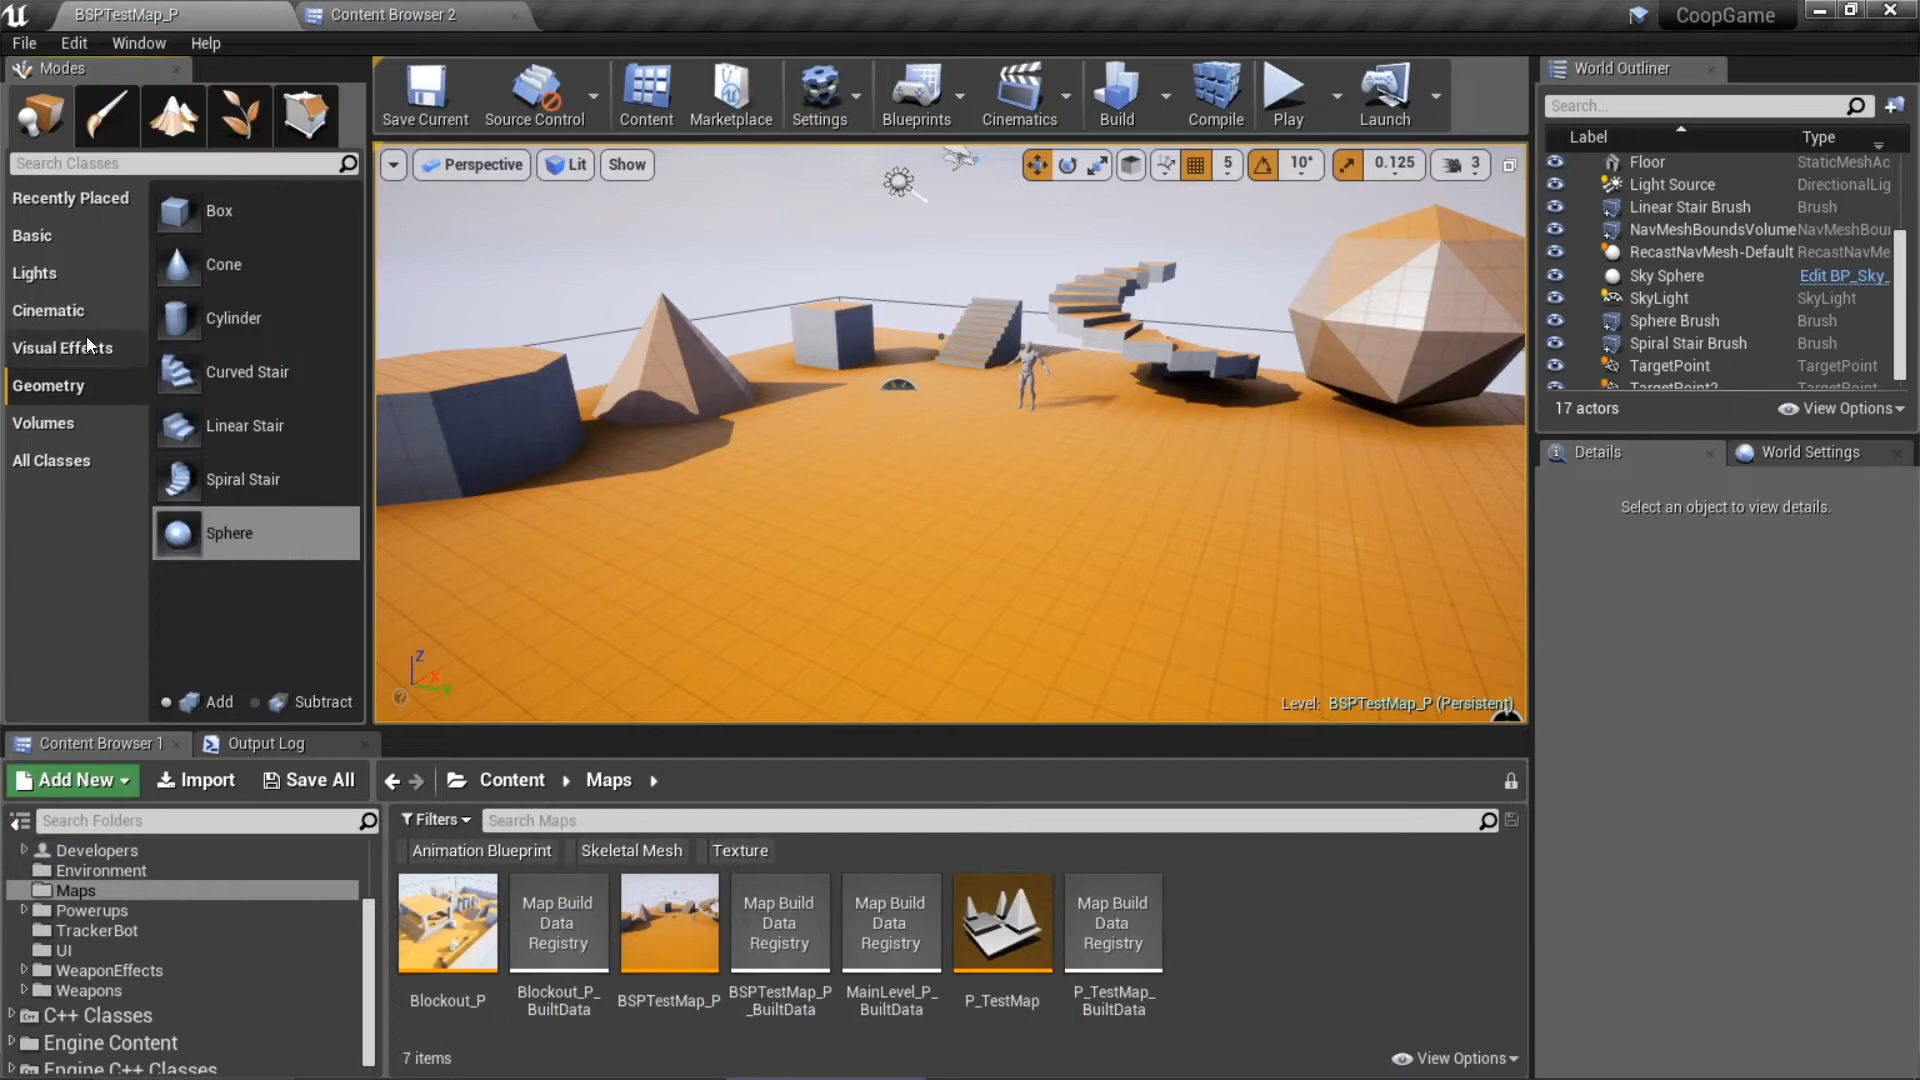 BSPTestMap_P
Content Browser 2
CoopGame
File Edit Window Help
Modes
Search Classes
Recently Placed
Basic
Lights
Cinematic
Visual Effects
Geometry
Volumes
All Classes
Box
Cone
Cylinder
Curved Stair
Linear Stair
Spiral Stair
Sphere
Add Subtract
Save Current Source Control Content Marketplace Settings Blueprints Cinematics Build Compile Play Launch
Perspective Lit Show
5 10° 0.125 3
Z
X
Y
Level: BSPTestMap_P (Persistent)
World Outliner
Search...
Label Type
Floor StaticMeshAc
Light Source DirectionalLig
Linear Stair Brush Brush
NavMeshBoundsVolume NavMeshBou
RecastNavMesh-Default RecastNavMe
Sky Sphere Edit BP_Sky_
SkyLight SkyLight
Sphere Brush Brush
Spiral Stair Brush Brush
TargetPoint TargetPoint
TargetPoint2 TargetPoint
17 actors View Options
Details World Settings
Select an object to view details.
Content Browser 1 Output Log
Add New Import Save All
Content Maps
Search Folders
Developers
Environment
Maps
Powerups
TrackerBot
UI
WeaponEffects
Weapons
C++ Classes
Engine Content
Engine C++ Classes
Filters Search Maps
Animation Blueprint Skeletal Mesh Texture
Map Build Data Registry
Map Build Data Registry
Map Build Data Registry
Map Build Data Registry
Blockout_P
Blockout_P_BuiltData
BSPTestMap_P
BSPTestMap_P_BuiltData
MainLevel_P_BuiltData
P_TestMap
P_TestMap_BuiltData
7 items View Options